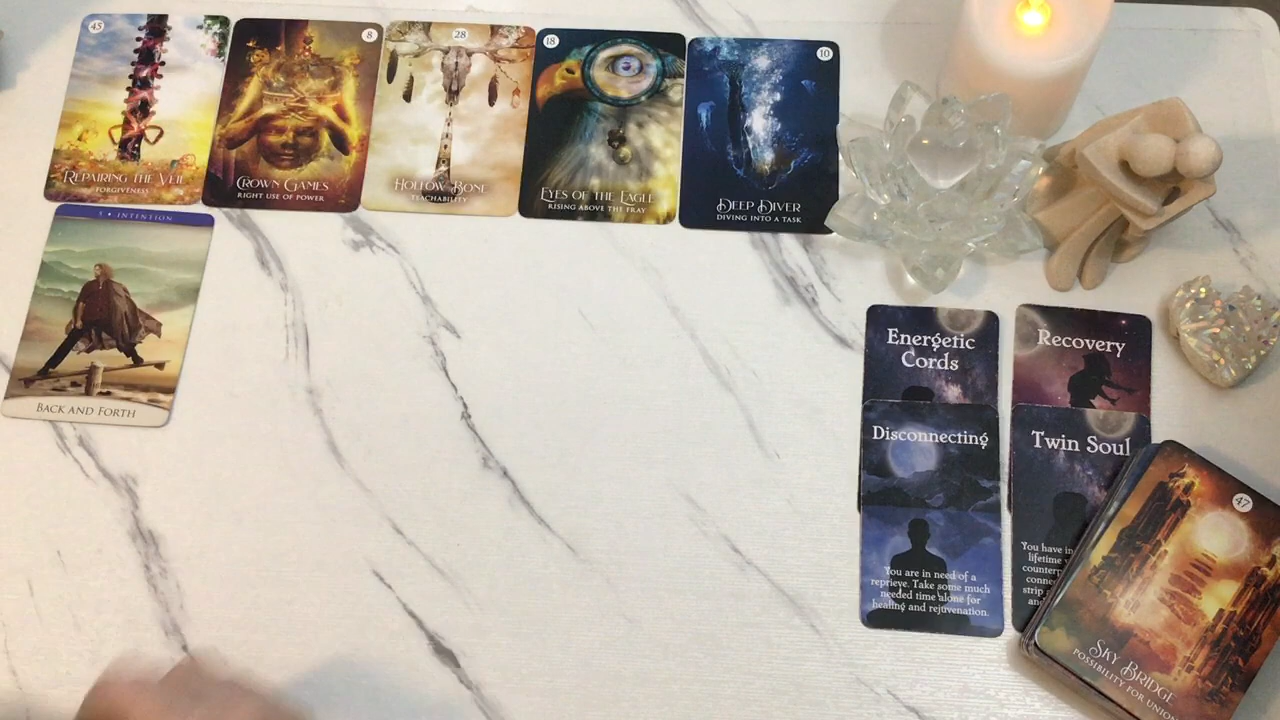 45
REPAIRING THE VEIL
FORGIVENESS
8
CROWN GAMES
RIGHT USE OF POWER
28
HOLLOW BONE
TEACHABILITY
18
EYES OF THE EAGLE
RISING ABOVE THE FRAY
10
DEEP DIVER
DIVING INTO A TASK
INTENTION
BACK AND FORTH
Energetic
Cords
Recovery
Disconnecting
You are in need of a
reprieve. Take some much
needed time alone for
healing and rejuvenation.
Twin Soul
You have in
lifetime
strip
47
SKY BRIDGE
POSSIBILITY FOR UNION